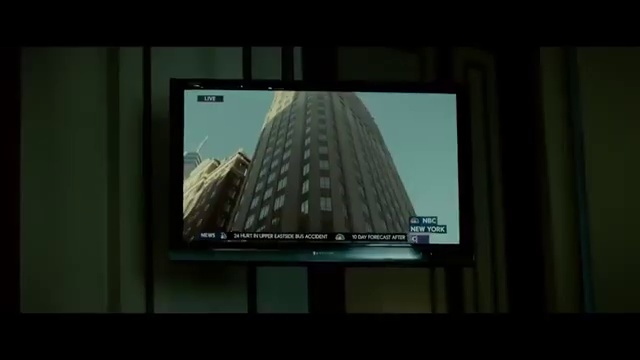 LIVE
NBC
NEW YORK
NEWS 24 HURT IN UPPER EASTSIDE BUS ACCIDENT 10 DAY FORECAST AFTER